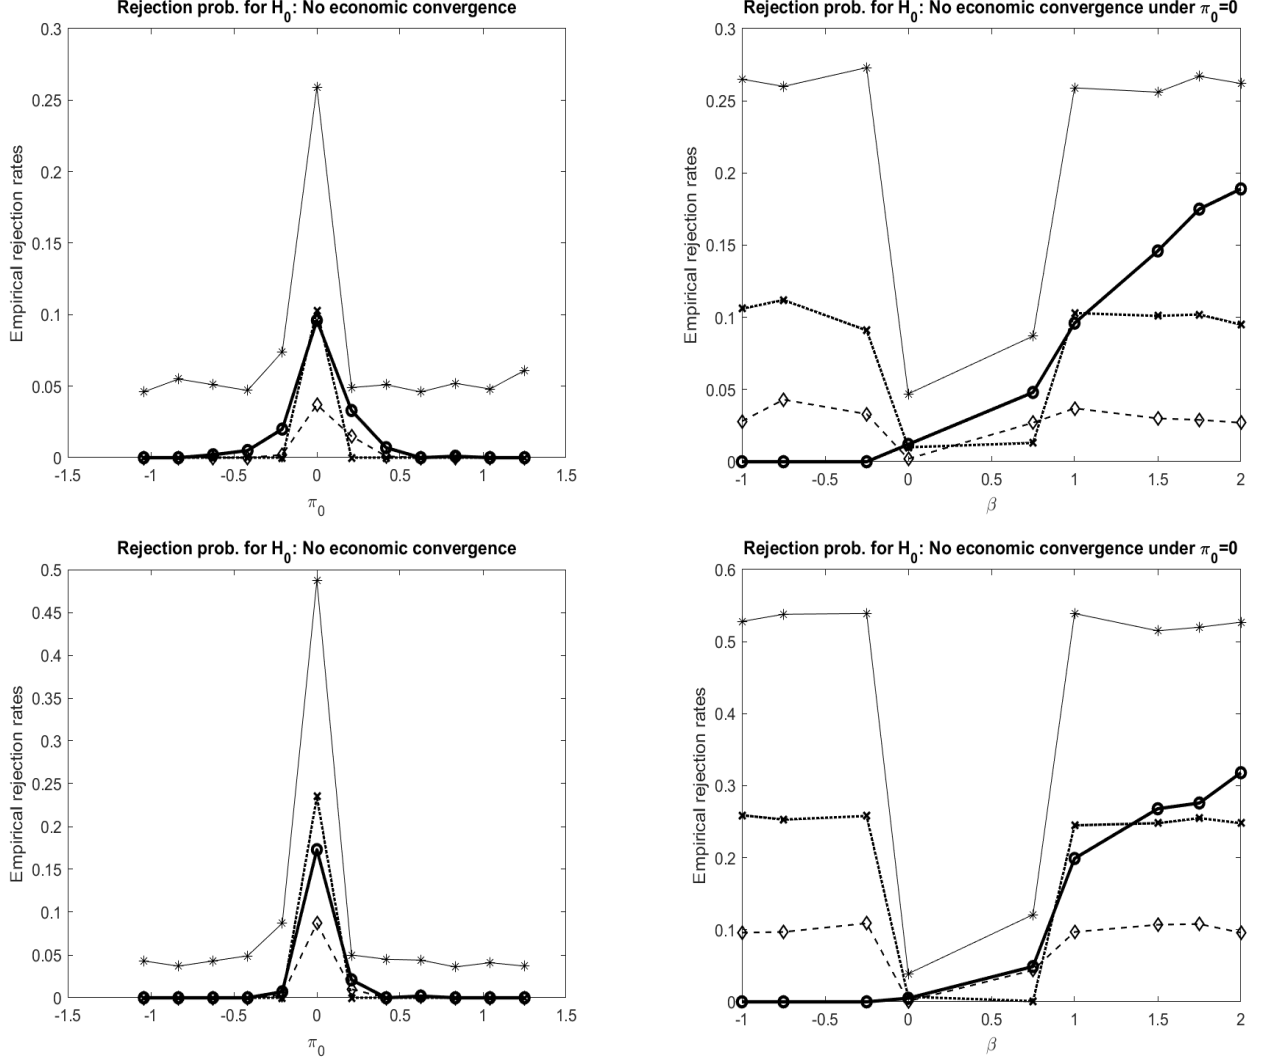 Rejection prob. for H0: No economic convergence
Empirical rejection rates
0.3
0.25
0.2
0.15
0.1
0.05
0
-1.5 -1 -0.5 0 0.5 1 1.5
π0
Rejection prob. for H0: No economic convergence under π0=0
Empirical rejection rates
0.3
0.25
0.2
0.15
0.1
0.05
0
-1 -0.5 0 0.5 1 1.5 2
β
Rejection prob. for H0: No economic convergence
Empirical rejection rates
0.5
0.45
0.4
0.35
0.3
0.25
0.2
0.15
0.1
0.05
0
-1.5 -1 -0.5 0 0.5 1 1.5
π0
Rejection prob. for H0: No economic convergence under π0=0
Empirical rejection rates
0.6
0.5
0.4
0.3
0.2
0.1
0
-1 -0.5 0 0.5 1 1.5 2
β